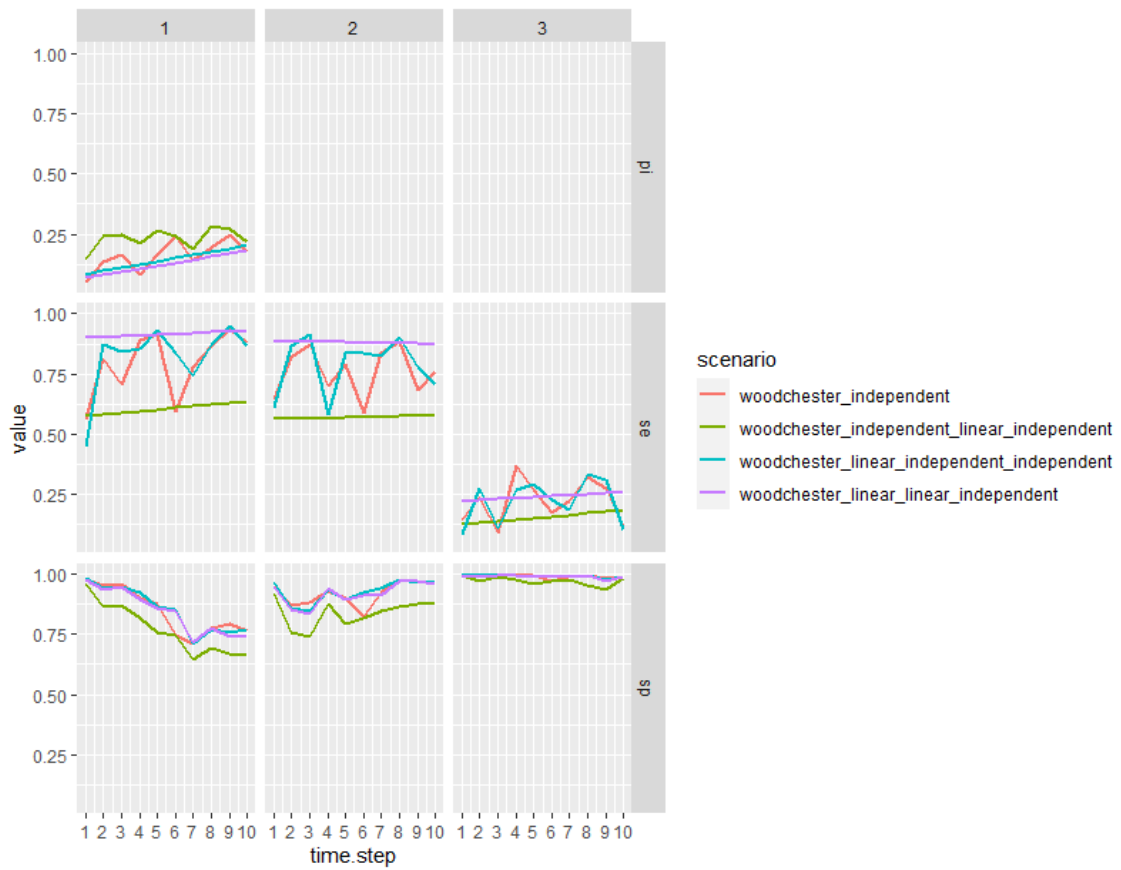 1 2 3
1.00
0.75
0.50
0.25
pi
1.00
0.75
0.50
0.25
se
1.00
0.75
0.50
0.25
sp
value
1 2 3 4 5 6 7 8 9 10 1 2 3 4 5 6 7 8 9 10 1 2 3 4 5 6 7 8 9 10
time.step
scenario
woodchester_independent
woodchester_independent_linear_independent
woodchester_linear_independent_independent
woodchester_linear_linear_independent